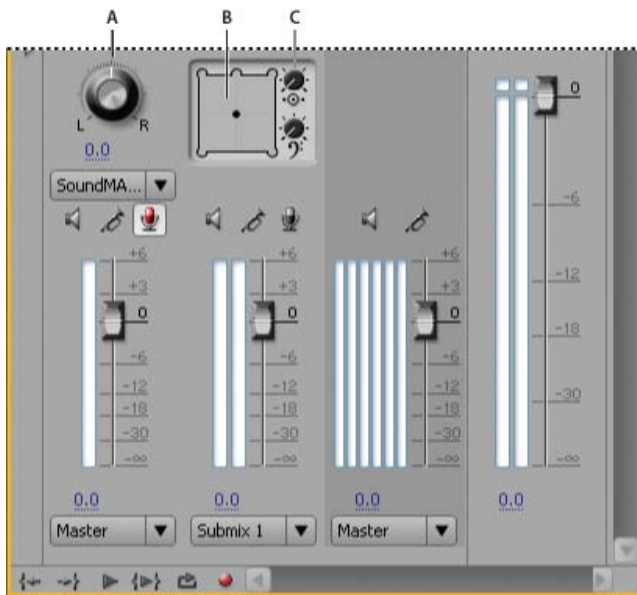 A B C
L R
0.0
SoundMA...
0
-6
-12
-18
-30
-∞
+6 +6 +6
+3 +3 +3
0 0 0
-6 -6 -6
-12 -12 -12
-18 -18 -18
-30 -30 -30
-∞ -∞ -∞
0.0 0.0 0.0 0.0
Master Submix 1 Master